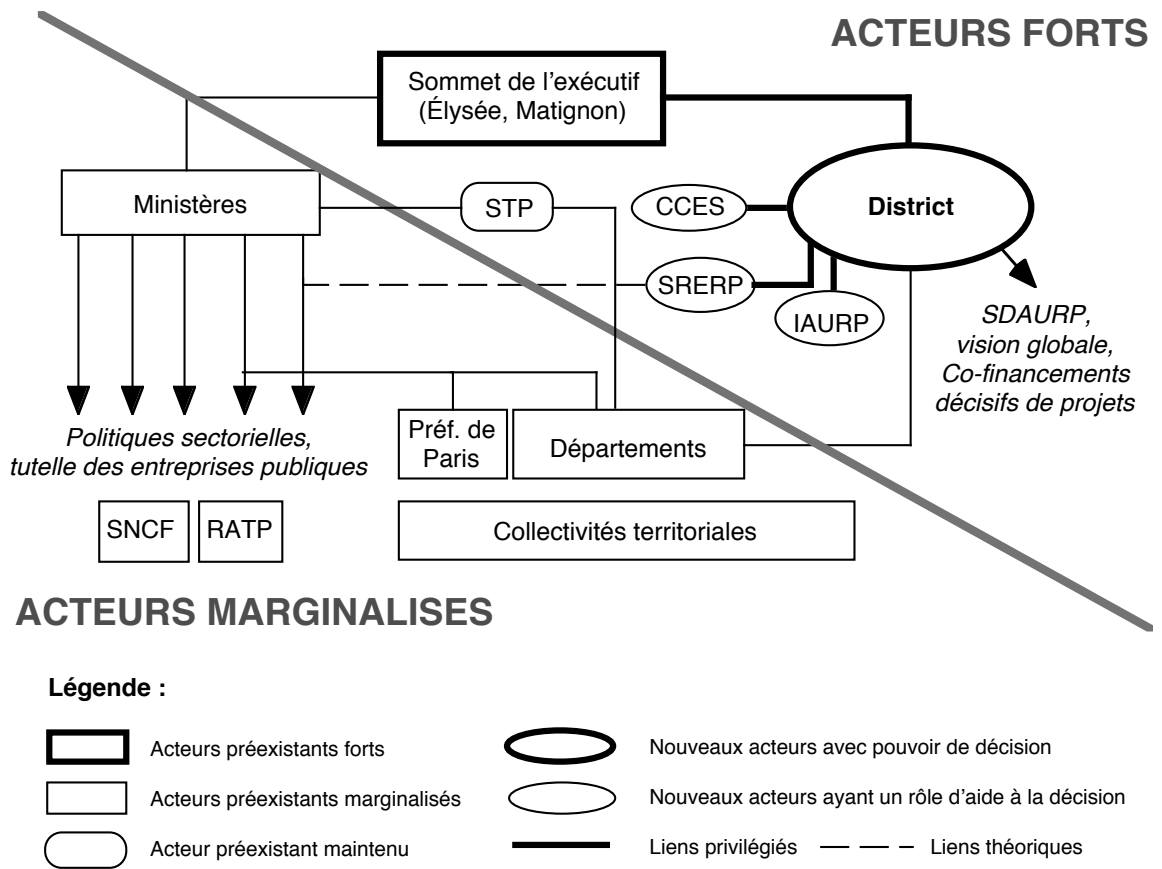 ACTEURS FORTS
Sommet de l'exécutif
(Élysée, Matignon)
Ministères
STP
CCES
District
SRERP
IAURP
SDAURP,
vision globale,
Co-financements
décisifs de projets
Politiques sectorielles,
tutelle des entreprises publiques
Préf. de
Paris
Départements
SNCF
RATP
Collectivités territoriales
ACTEURS MARGINALISES
Légende :
Acteurs préexistants forts
Nouveaux acteurs avec pouvoir de décision
Acteurs préexistants marginalisés
Nouveaux acteurs ayant un rôle d'aide à la décision
Acteur préexistant maintenu
Liens privilégiés
Liens théoriques